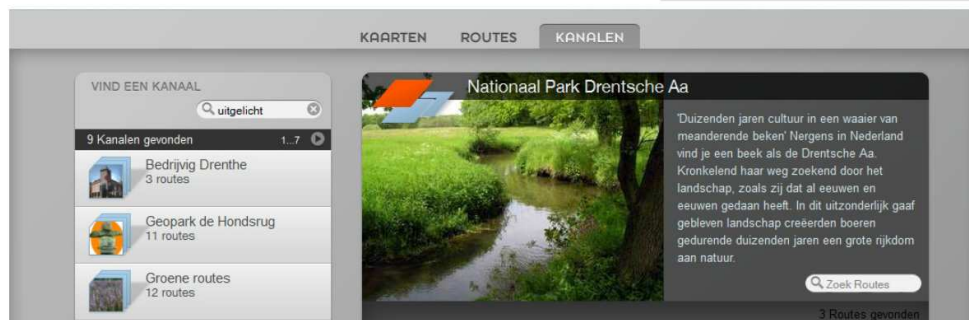 KAARTEN ROUTES KANALEN
VIND EEN KANAAL
uitgelicht
9 Kanalen gevonden 1...7
Bedrijvig Drenthe
3 routes
Geopark de Hondsrug
11 routes
Groene routes
12 routes
Nationaal Park Drentsche Aa
'Duizenden jaren cultuur in een waaier van
meanderende beken' Nergens in Nederland
vind je een beek als de Drentsche Aa.
Kronkelend haar weg zoekend door het
landschap, zoals zij dat al eeuwen en
eeuwen gedaan heeft. In dit uitzonderlijk gaaf
gebleven landschap creëerden boeren
gedurende duizenden jaren een grote rijkdom
aan natuur.
Zoek Routes
3 Routes gevonden